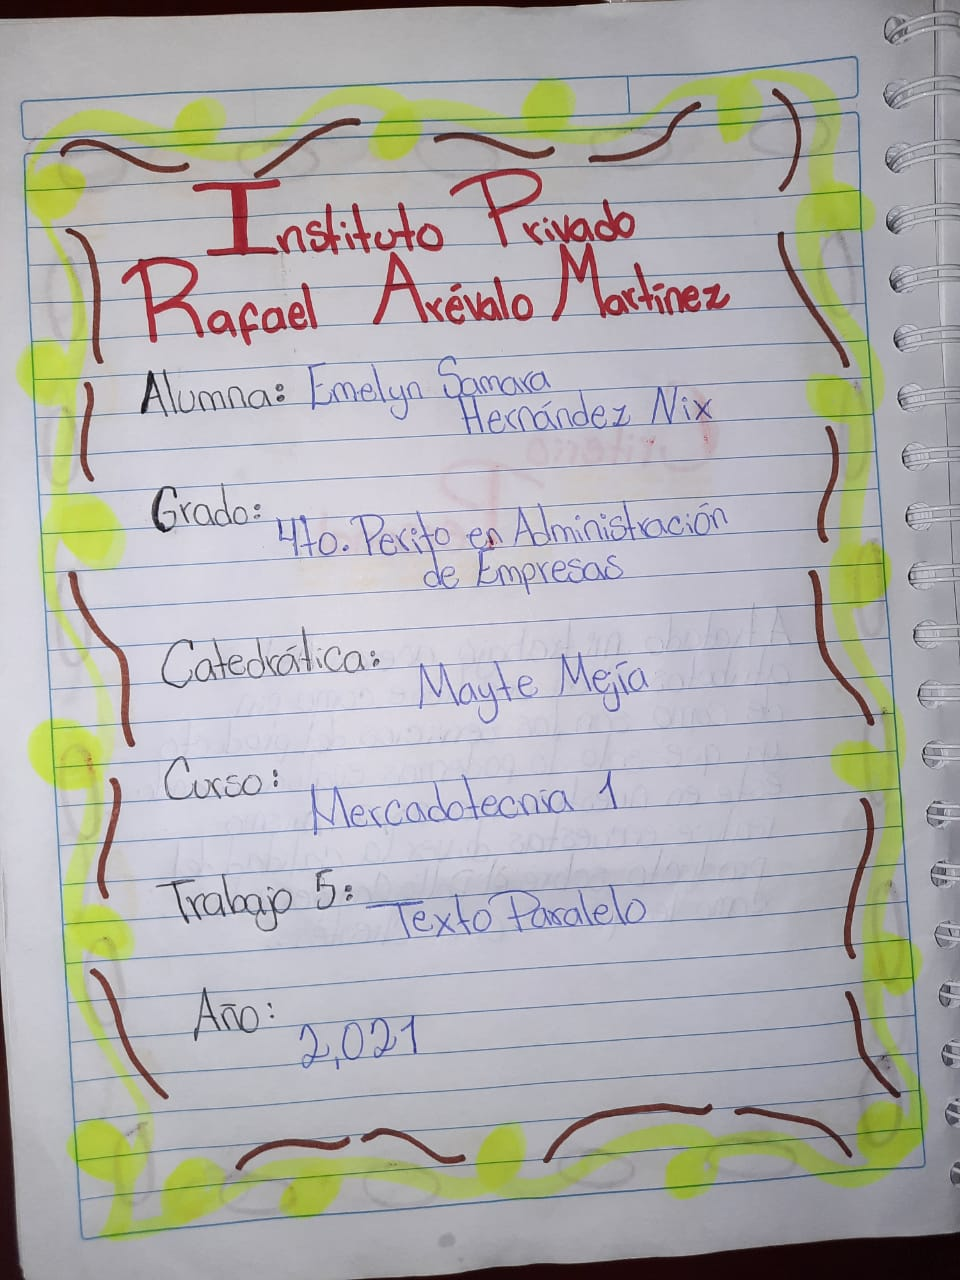 Instituto Privado
Rafael Arévalo Martínez
Alumna: Emelyn Samara
Hernández Nix
Grado:
4to. Perito en Administración
de Empresas
Catedrática:
Mayte Mejía
Curso:
Mercadotecnia 1
Trabajo 5:
Texto Paralelo
Año:
2,021